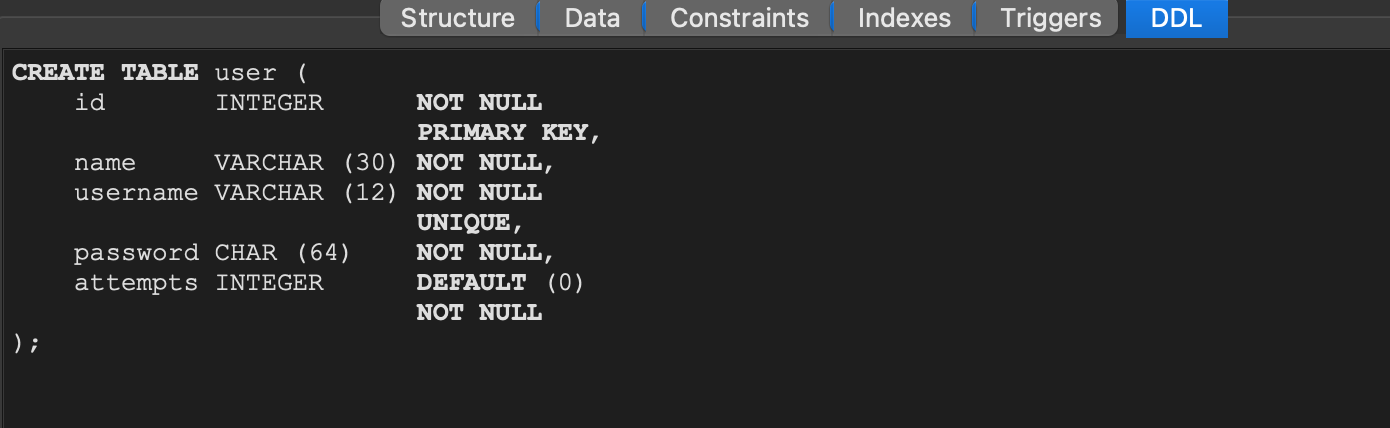 Structure Data Constraints Indexes Triggers DDL
CREATE TABLE user (
    id       INTEGER      NOT NULL
                          PRIMARY KEY,
    name     VARCHAR (30) NOT NULL,
    username VARCHAR (12) NOT NULL
                          UNIQUE,
    password CHAR (64)    NOT NULL,
    attempts INTEGER      DEFAULT (0)
                          NOT NULL
);